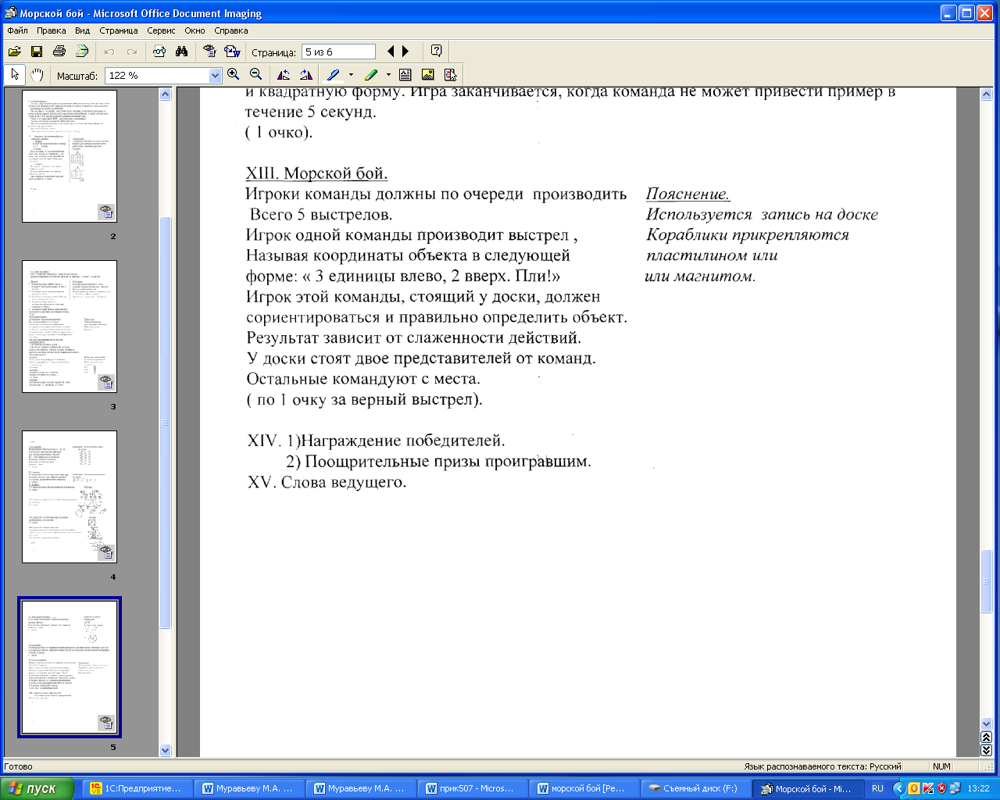 Морской бой - Microsoft Office Document Imaging
Файл Правка Вид Страница Сервис Окно Справка
Страница: 5 из 6
Масштаб: 122 %
и квадратную форму. Игра заканчивается, когда команда не может привести пример в
течение 5 секунд.
( 1 очко).
XIII. Морской бой.
Игроки команды должны по очереди производить
Всего 5 выстрелов.
Игрок одной команды производит выстрел ,
Называя координаты объекта в следующей
форме: « 3 единицы влево, 2 вверх. Пли!»
Игрок этой команды, стоящий у доски, должен
сориентироваться и правильно определить объект.
Результат зависит от слаженности действий.
У доски стоят двое представителей от команд.
Остальные командуют с места.
( по 1 очку за верный выстрел).
Пояснение.
Используется запись на доске
Кораблики прикрепляются
пластилином или
или магнитом.
XIV. 1)Награждение победителей.
2) Поощрительные призы проигравшим.
XV. Слова ведущего.
2
3
4
5
Готово
Язык распознаваемого текста: Русский NUM
пуск
1С:Предприятие...
Муравьеву М.А. ...
Муравьеву М.А. ...
прик507 - Micros...
морской бой [Ре...
Съемный диск (F:)
Морской бой - Mi...
RU
13:22